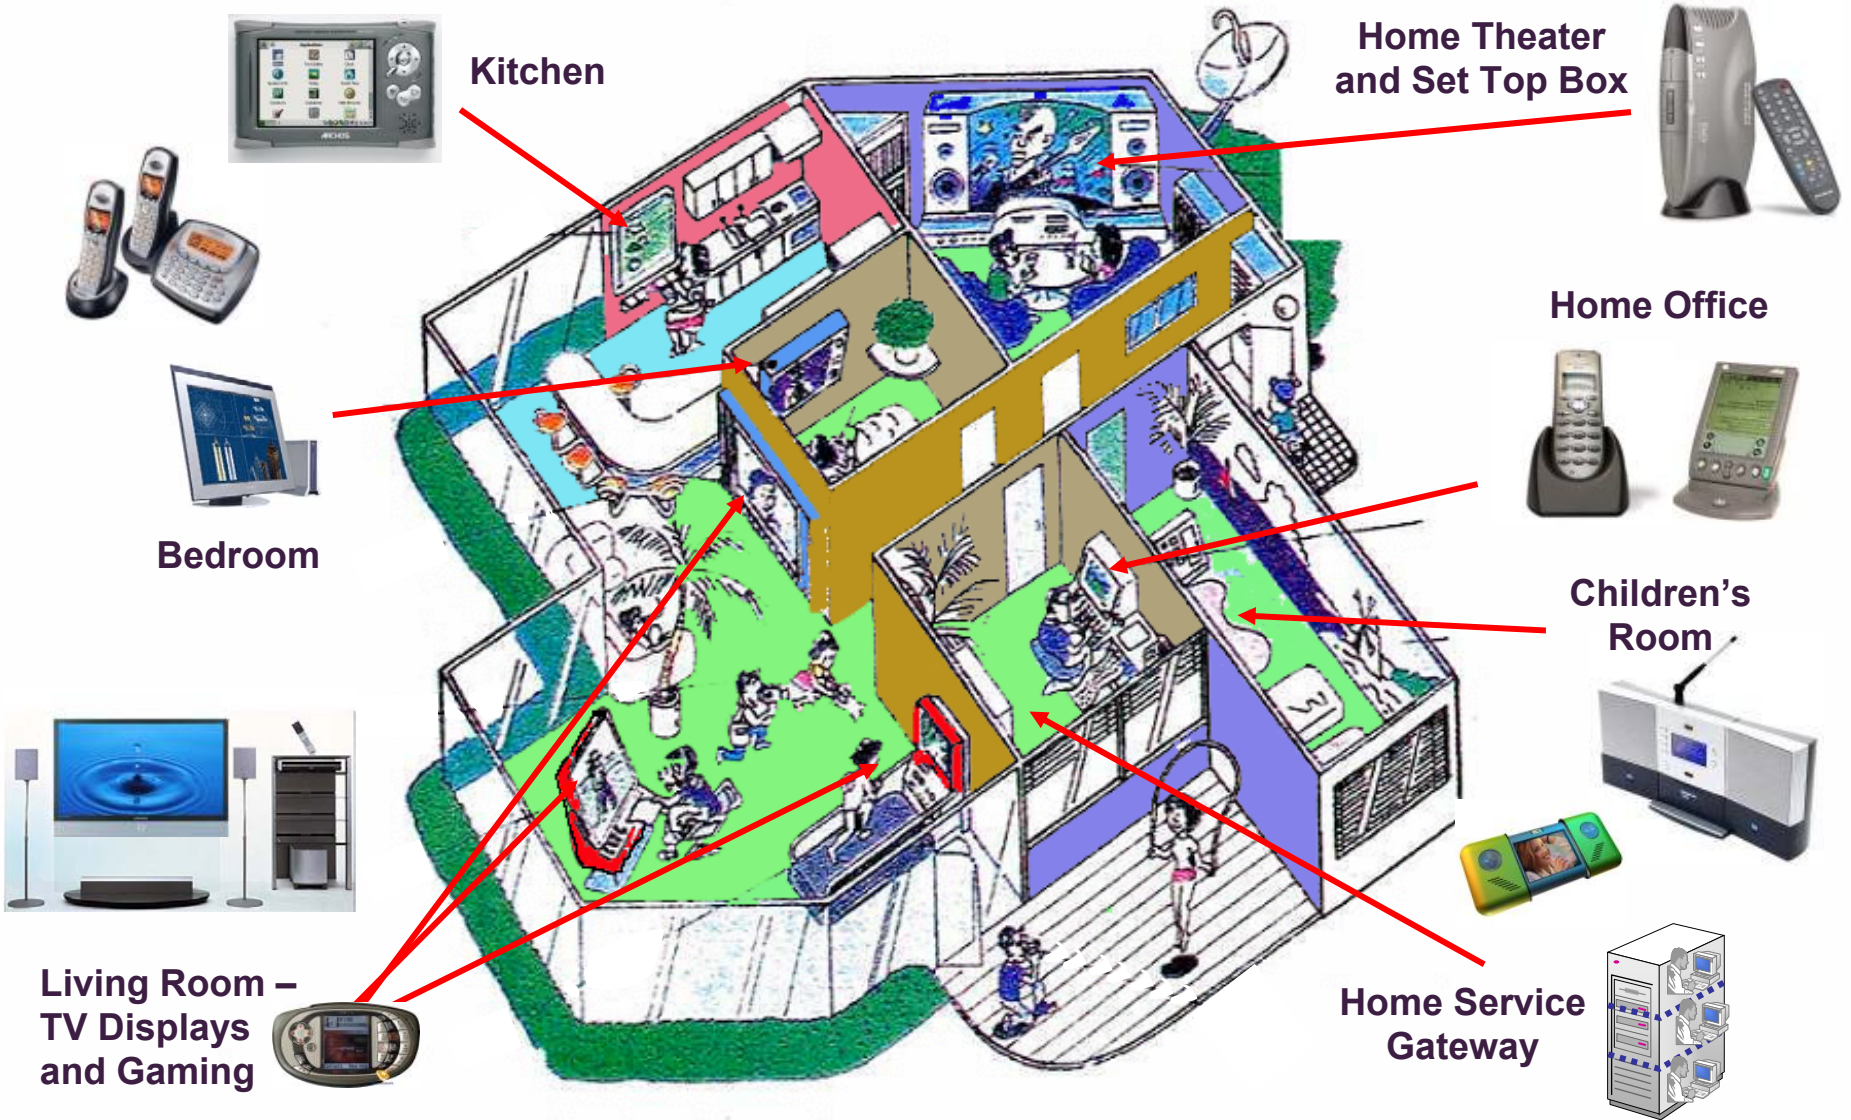 Kitchen
Home Theater
and Set Top Box
ARCHOS
Home Office
Bedroom
Children's
Room
Living Room –
TV Displays
and Gaming
Home Service
Gateway